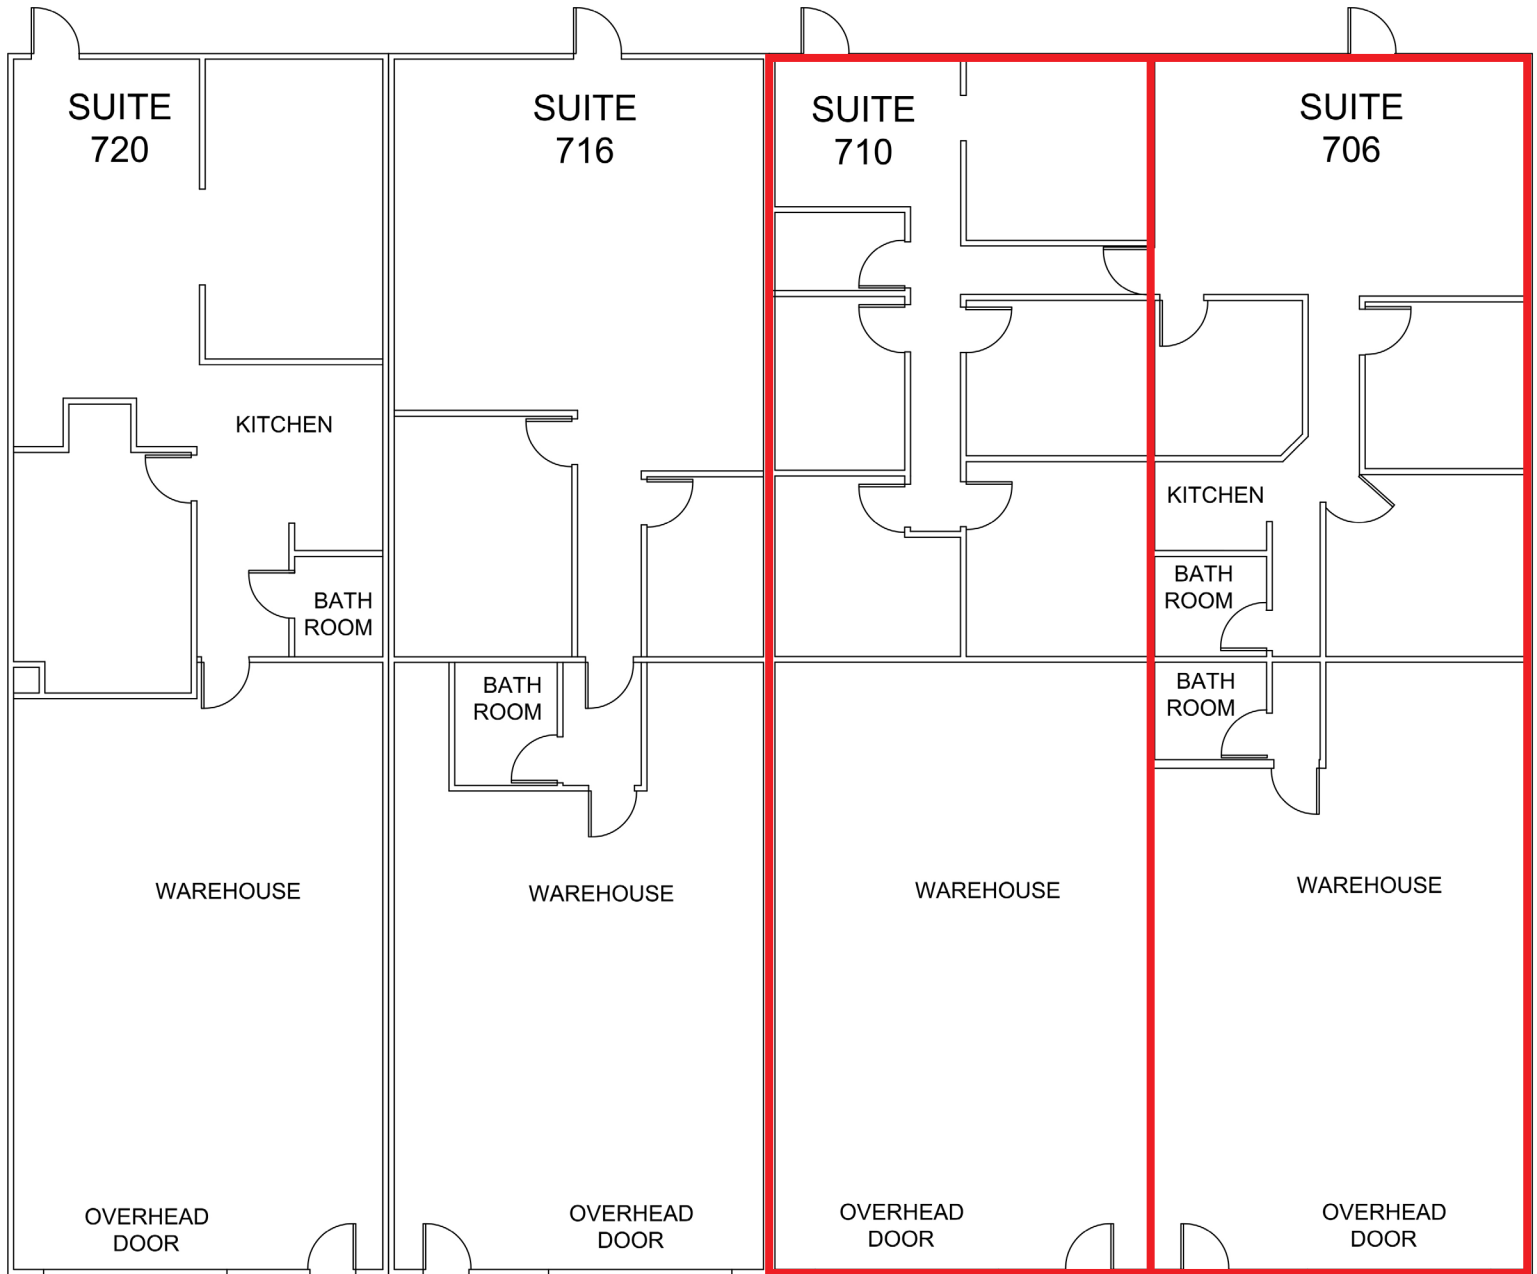 SUITE
720
SUITE
716
SUITE
710
SUITE
706
KITCHEN
BATH
ROOM
BATH
ROOM
KITCHEN
BATH
ROOM
BATH
ROOM
WAREHOUSE
WAREHOUSE
WAREHOUSE
WAREHOUSE
OVERHEAD
DOOR
OVERHEAD
DOOR
OVERHEAD
DOOR
OVERHEAD
DOOR